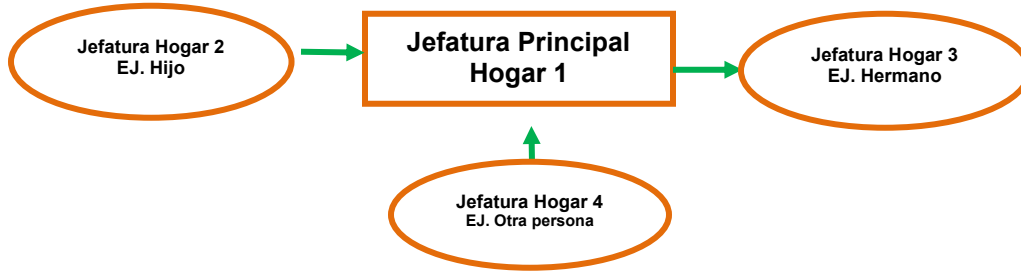 Jefatura Hogar 2
EJ. Hijo
Jefatura Principal
Hogar 1
Jefatura Hogar 3
EJ. Hermano
Jefatura Hogar 4
EJ. Otra persona